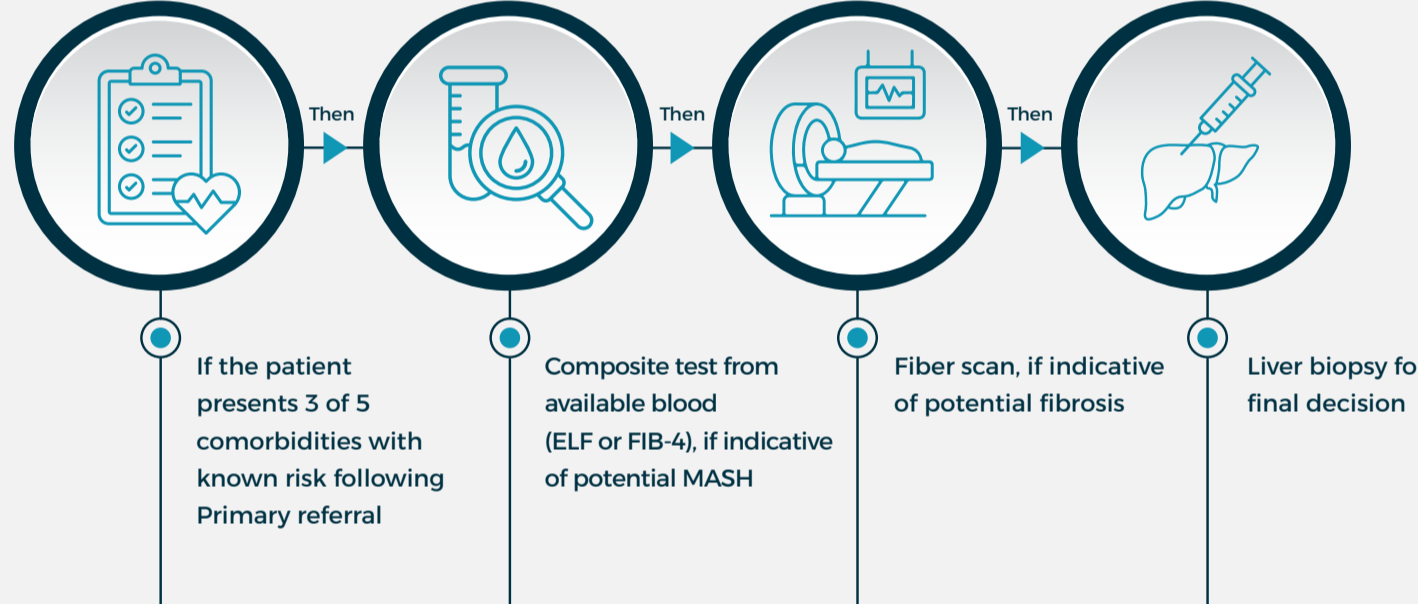 Then
Then
Then
If the patient
presents 3 of 5
comorbidities with
known risk following
Primary referral
Composite test from
available blood
(ELF or FIB-4), if indicative
of potential MASH
Fiber scan, if indicative
of potential fibrosis
Liver biopsy fo
final decision